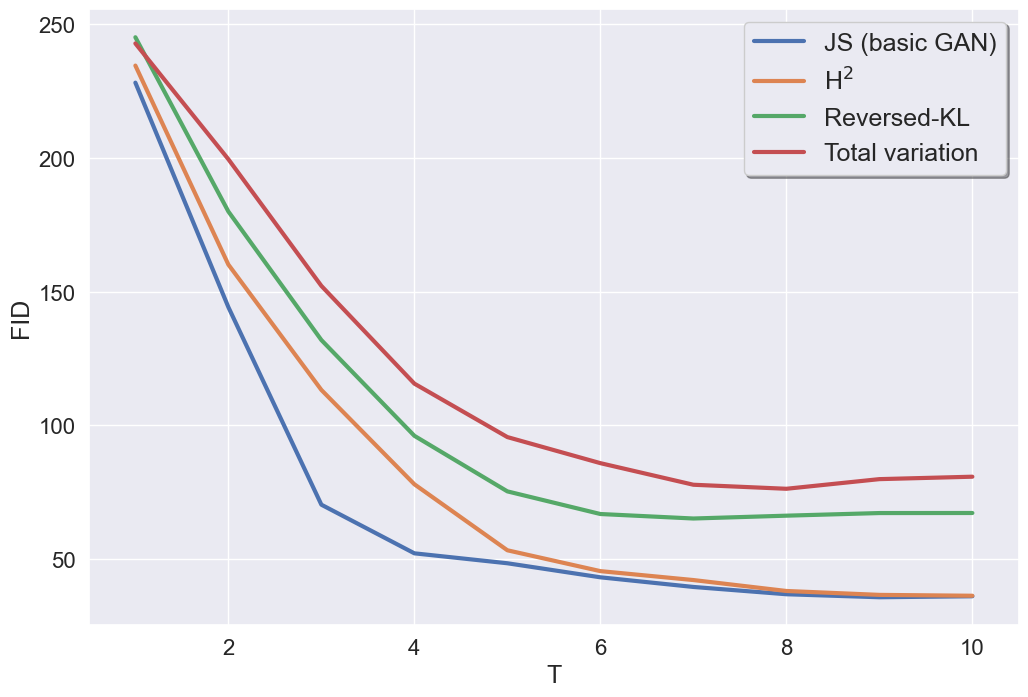 250
200
150
100
50
FID
JS (basic GAN)
H²
Reversed-KL
Total variation
2 4 6 8 10
T